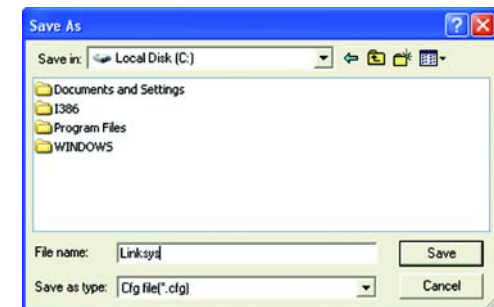 Save As
Save in: Local Disk (C:)
Documents and Settings
I386
Program Files
WINDOWS
File name: Linksys Save
Save as type: Cfg file(*.cfg) Cancel